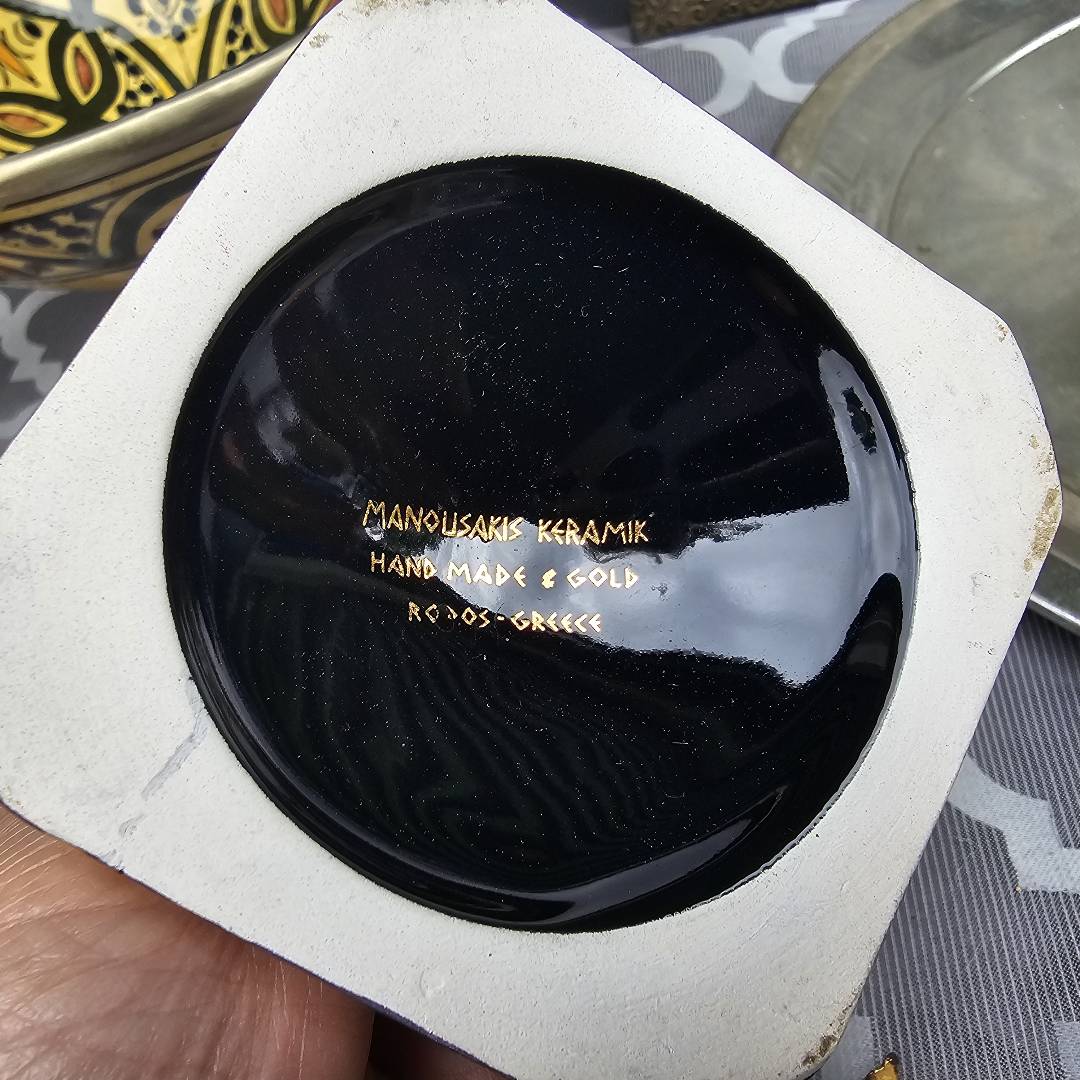 MANOUSAKIS KERAMIK
HAND MADE & GOLD
RODOS-GREECE